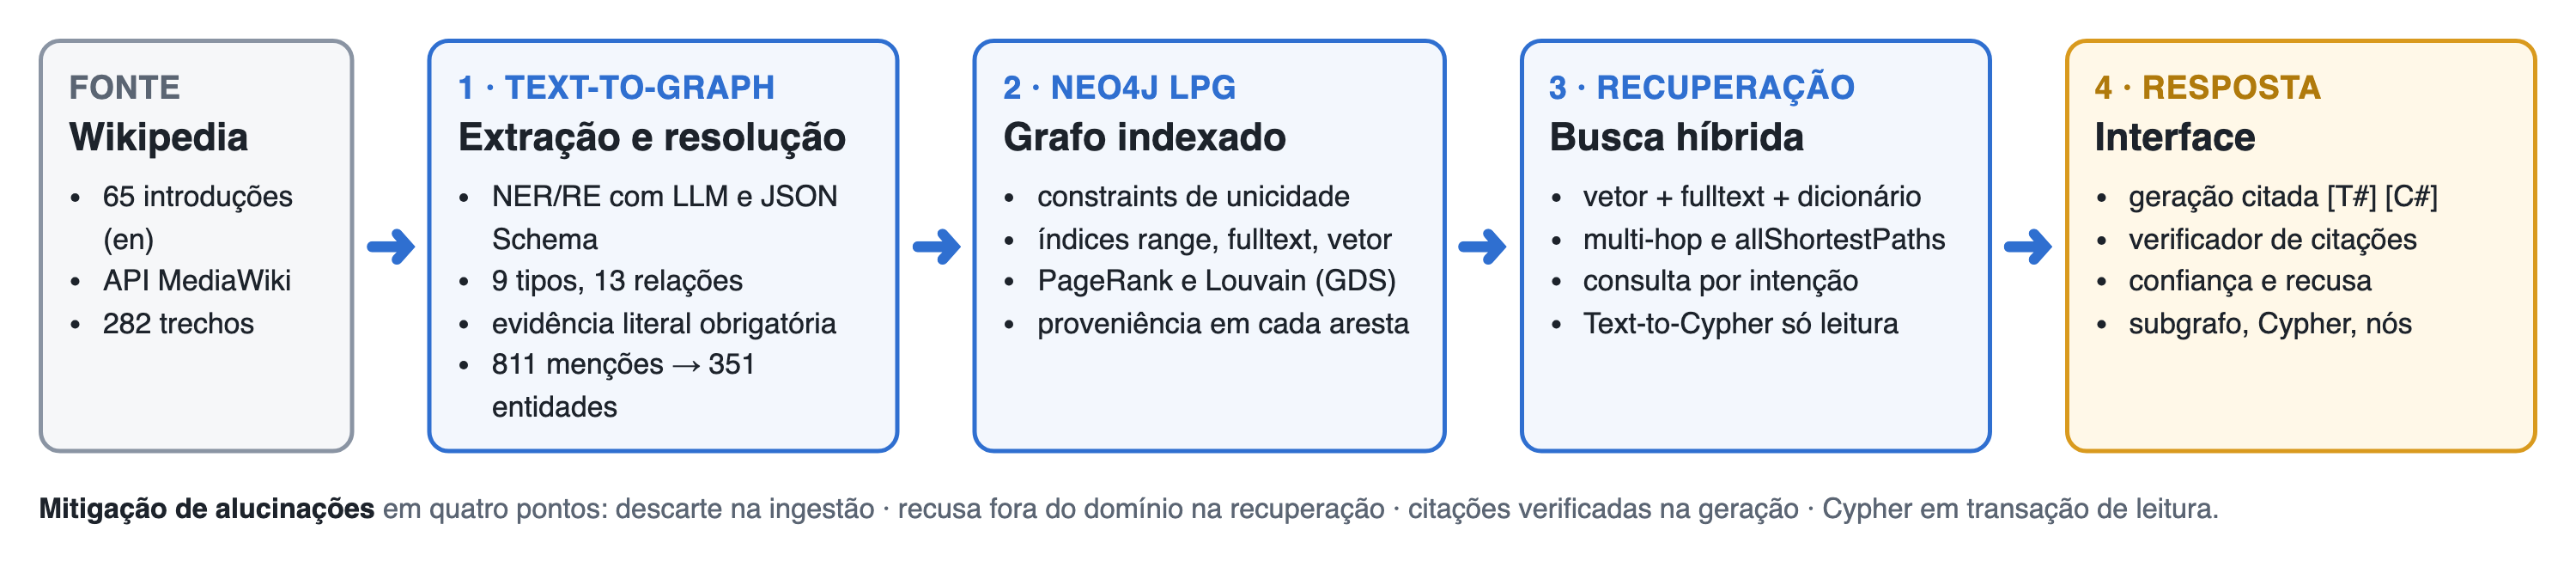 FONTE
Wikipedia
• 65 introduções
(en)
• API MediaWiki
• 282 trechos
1 · TEXT-TO-GRAPH
Extração e resolução
• NER/RE com LLM e JSON
Schema
• 9 tipos, 13 relações
• evidência literal obrigatória
• 811 menções → 351
entidades
2 · NEO4J LPG
Grafo indexado
• constraints de unicidade
• índices range, fulltext, vetor
• PageRank e Louvain (GDS)
• proveniência em cada aresta
3 · RECUPERAÇÃO
Busca híbrida
• vetor + fulltext + dicionário
• multi-hop e allShortestPaths
• consulta por intenção
• Text-to-Cypher só leitura
4 · RESPOSTA
Interface
• geração citada [T#] [C#]
• verificador de citações
• confiança e recusa
• subgrafo, Cypher, nós
Mitigação de alucinações em quatro pontos: descarte na ingestão · recusa fora do domínio na recuperação · citações verificadas na geração · Cypher em transação de leitura.